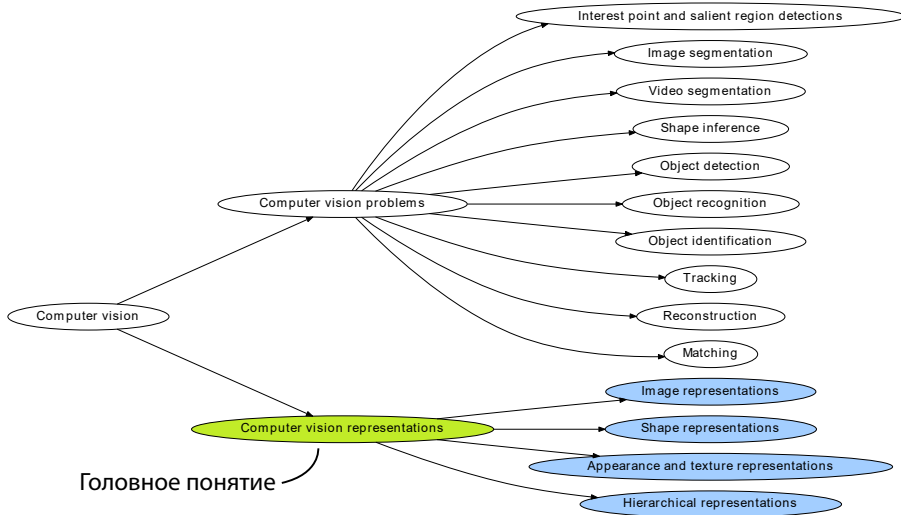 Interest point and salient region detections
Image segmentation
Video segmentation
Shape inference
Object detection
Computer vision problems
Object recognition
Object identification
Tracking
Computer vision
Reconstruction
Matching
Image representations
Computer vision representations
Shape representations
Appearance and texture representations
Головное понятие
Hierarchical representations